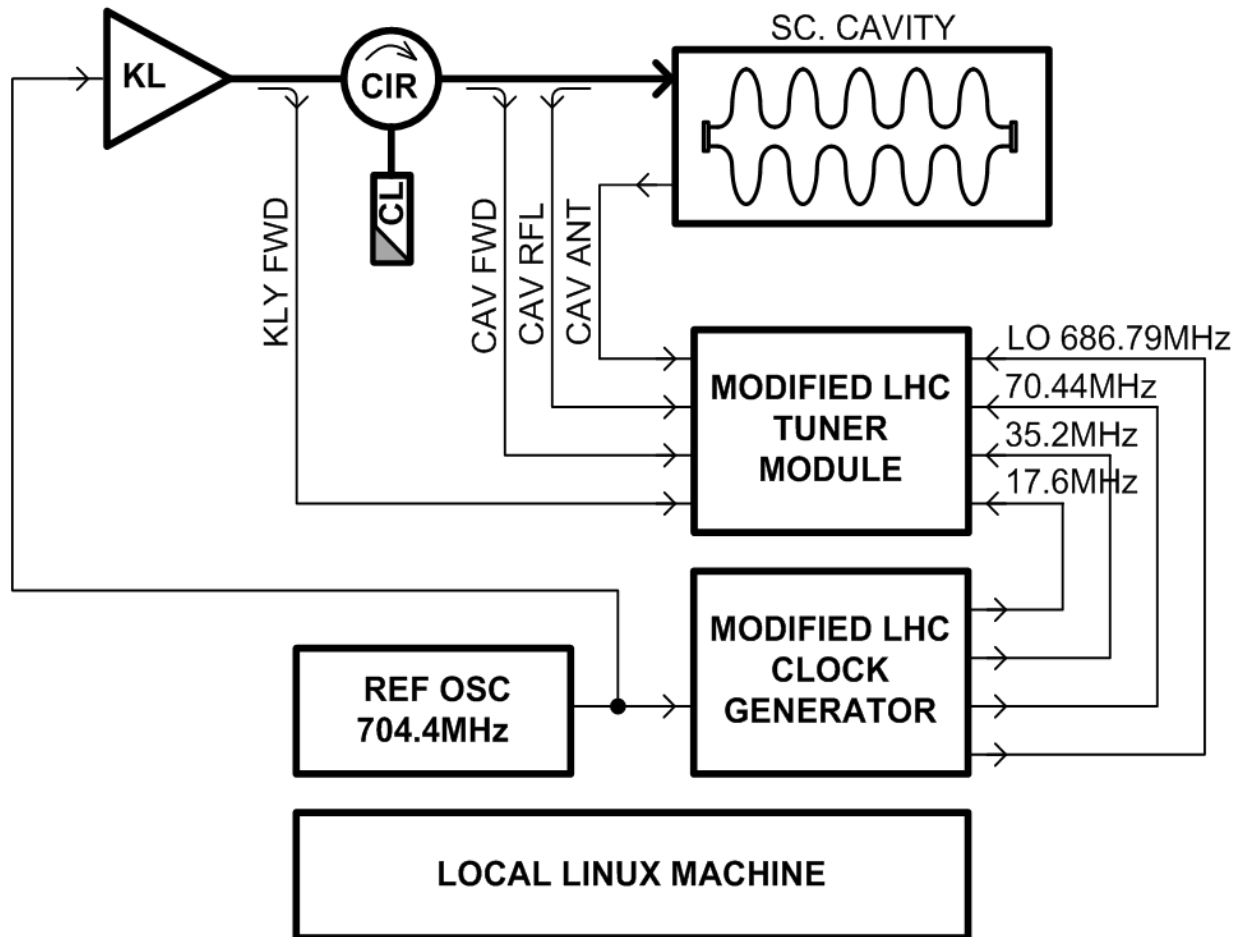 SC. CAVITY
KL
CIR
CL
KLY FWD
CAV FWD
CAV RFL
CAV ANT
LO 686.79MHz
70.44MHz
35.2MHz
17.6MHz
MODIFIED LHC
TUNER
MODULE
MODIFIED LHC
CLOCK
GENERATOR
REF OSC
704.4MHz
LOCAL LINUX MACHINE